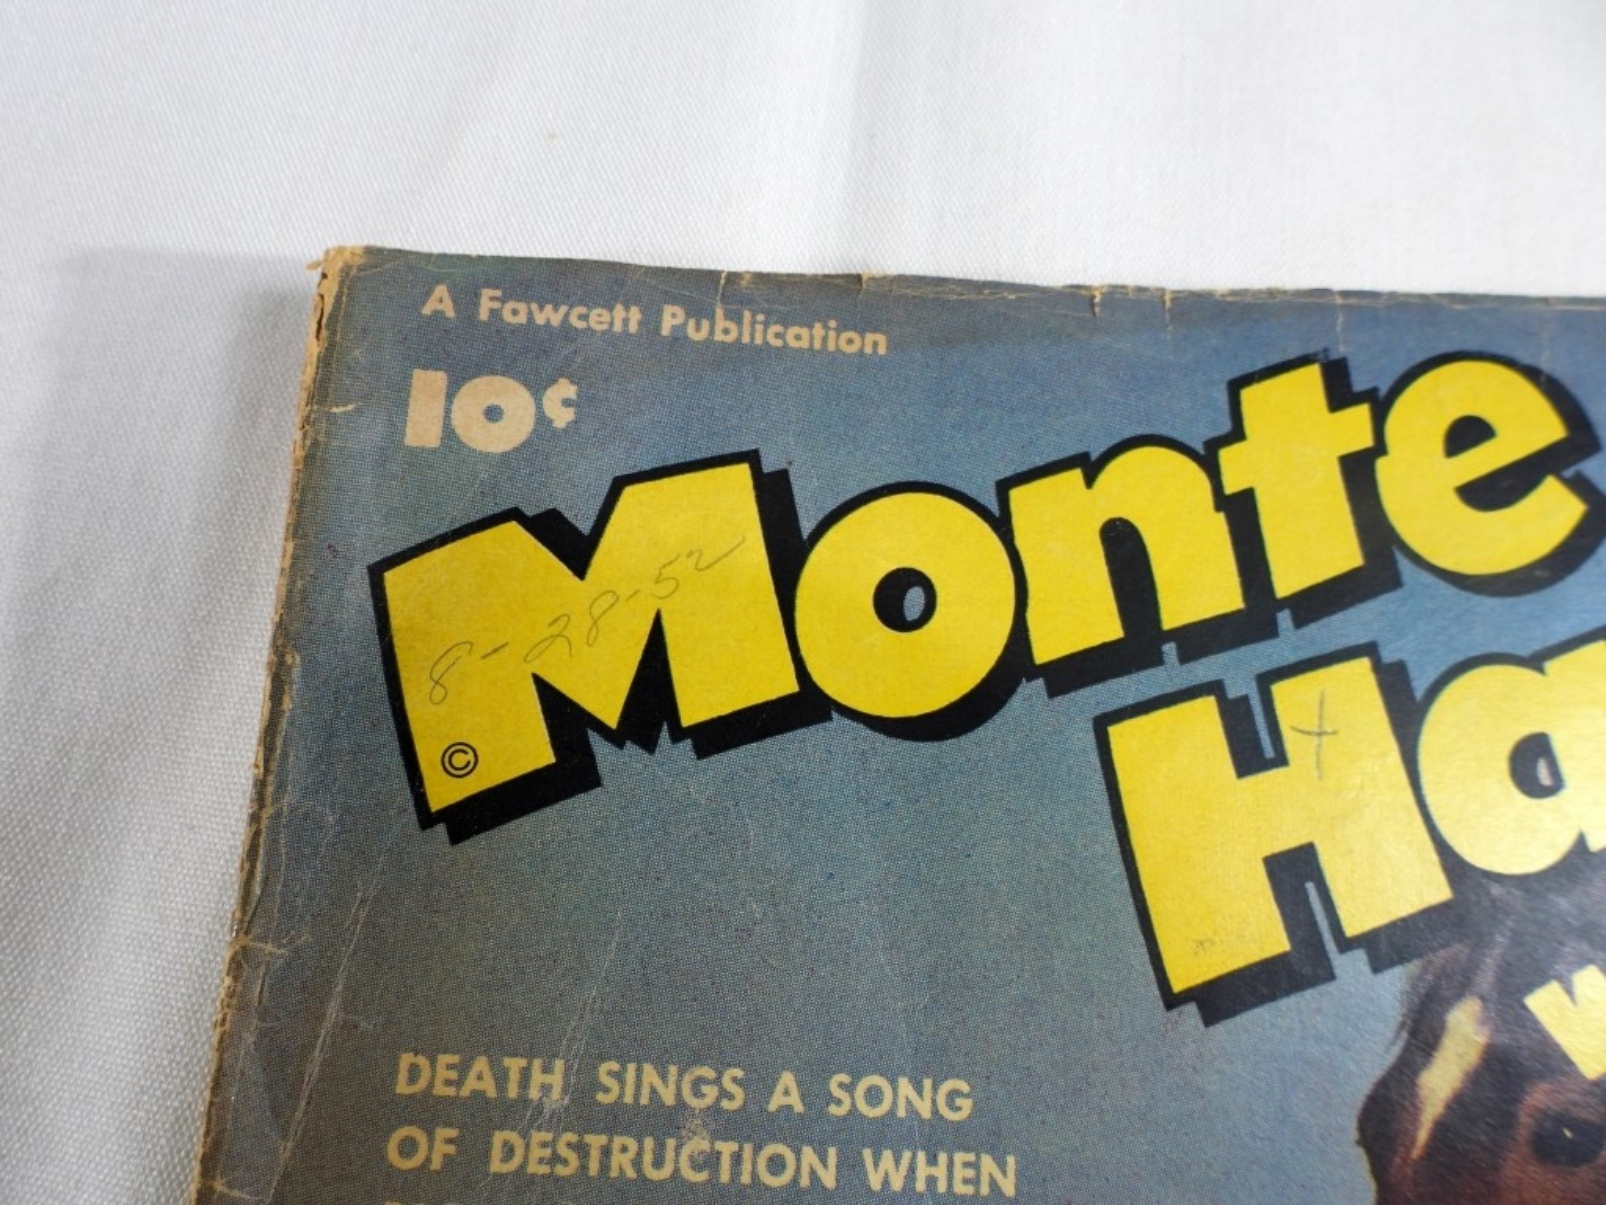 A Fawcett Publication
10¢
Monte
8-28-52
©
Ha
DEATH SINGS A SONG
OF DESTRUCTION WHEN